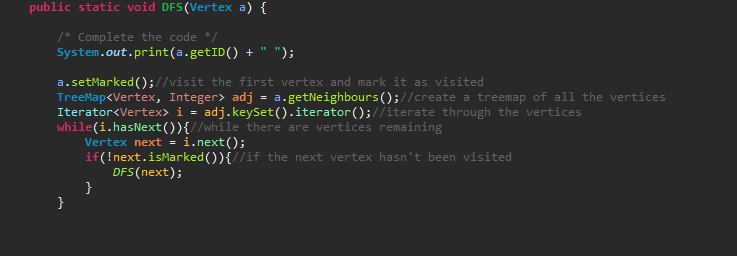 public static void DFS(Vertex a) {
/* Complete the code */
System.out.print(a.getID() + " ");
a.setMarked();//visit the first vertex and mark it as visited
TreeMap<Vertex, Integer> adj = a.getNeighbours();//create a treemap of all the vertices
Iterator<Vertex> i = adj.keySet().iterator();//iterate through the vertices
while(i.hasNext()){//while there are vertices remaining
Vertex next = i.next();
if(!next.isMarked()){//if the next vertex hasn't been visited
DFS(next);
}
}